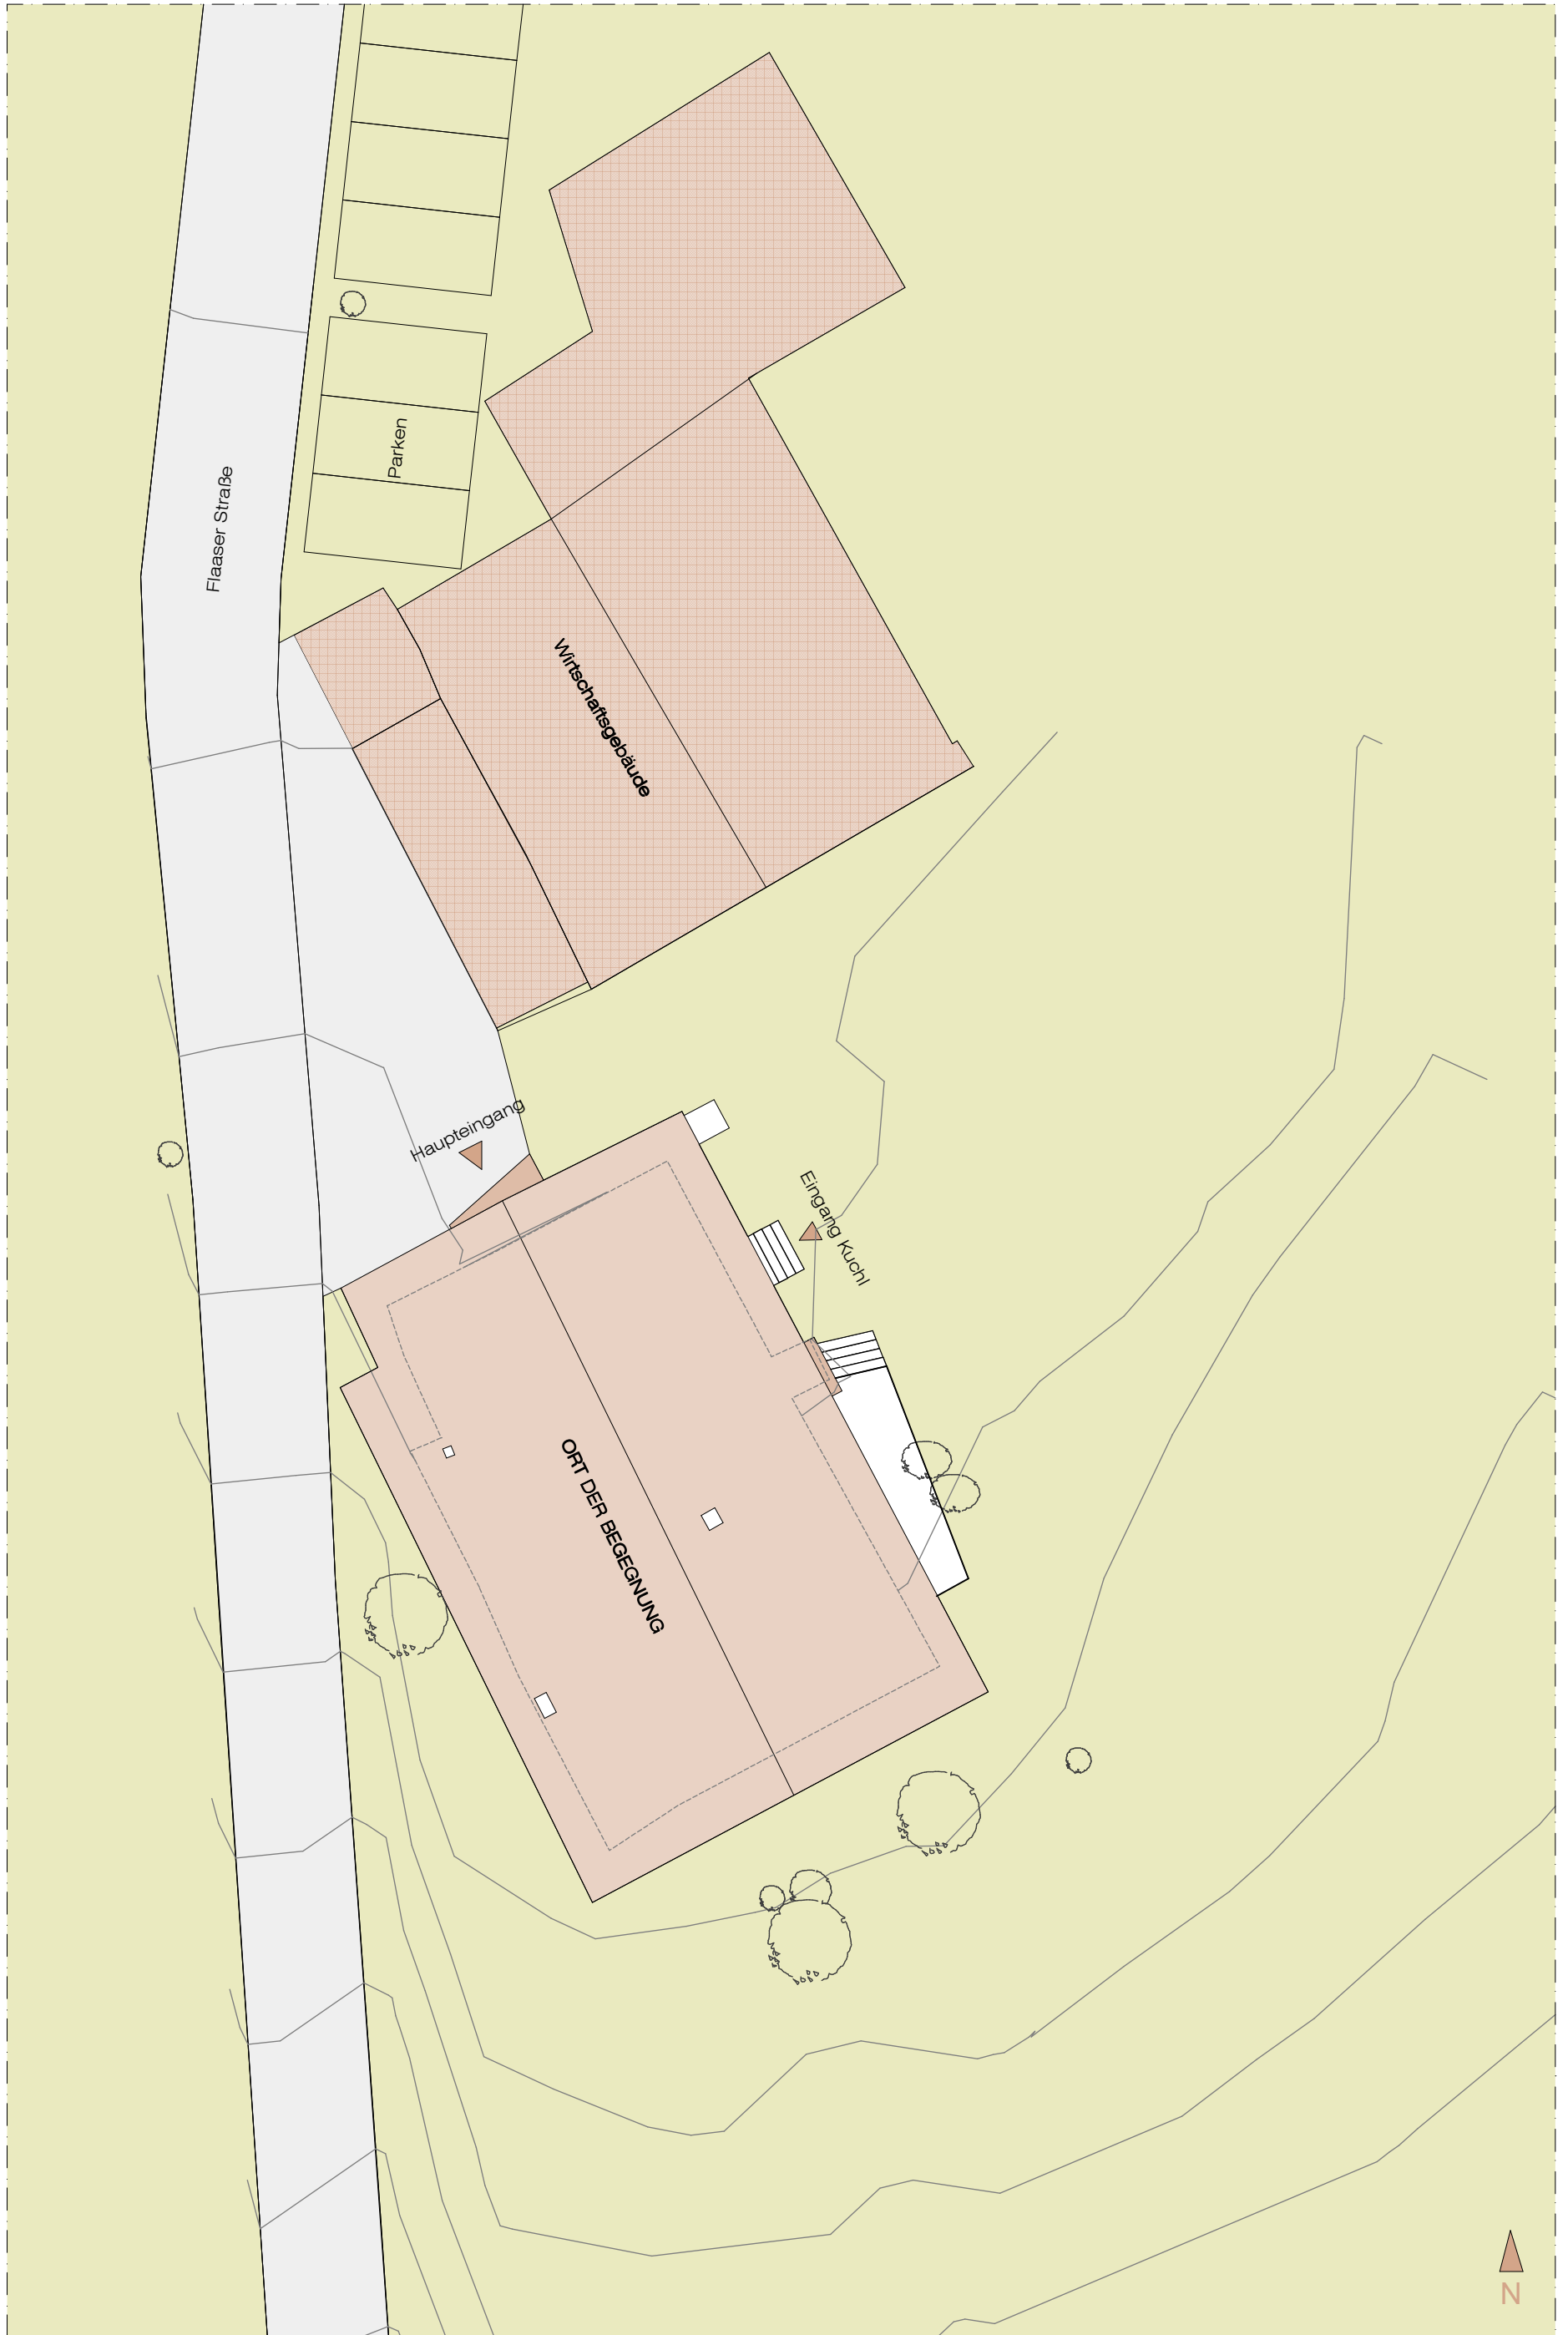 Parken
Flaaser Straße
Wirtschaftsgebäude
Haupteingang
Eingang Kuchl
ORT DER BEGEGNUNG
N